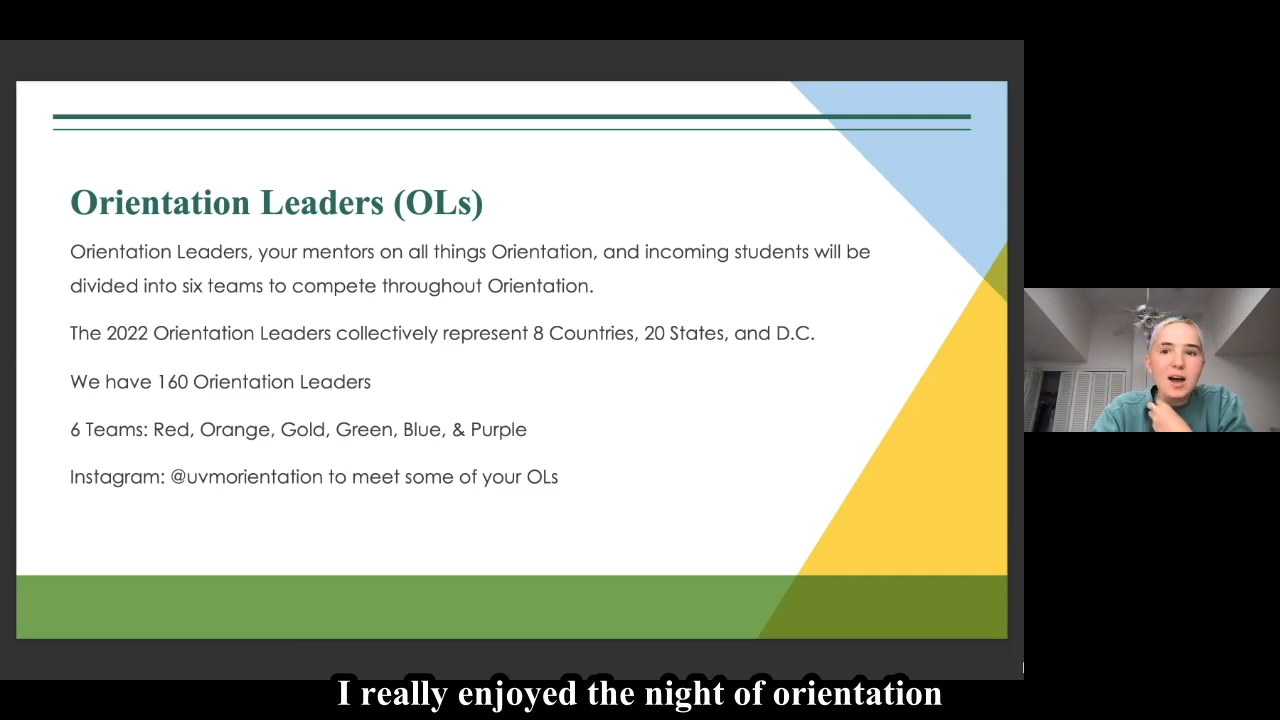 Orientation Leaders (OLs)
Orientation Leaders, your mentors on all things Orientation, and incoming students will be
divided into six teams to compete throughout Orientation.
The 2022 Orientation Leaders collectively represent 8 Countries, 20 States, and D.C.
We have 160 Orientation Leaders
6 Teams: Red, Orange, Gold, Green, Blue, & Purple
Instagram: @uvmorientation to meet some of your OLs
I really enjoyed the night of orientation